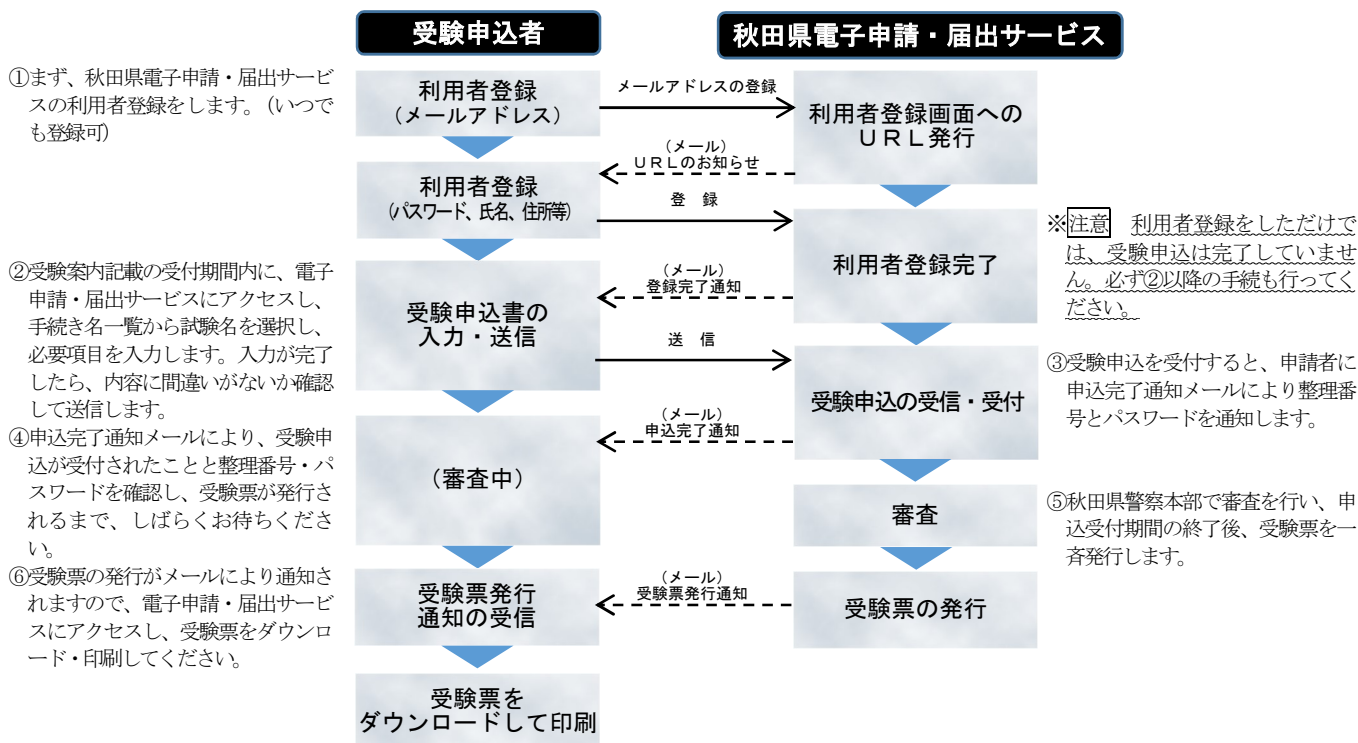 受験申込者
秋田県電子申請・届出サービス
①まず、秋田県電子申請・届出サービ
スの利用者登録をします。(いつで
も登録可)
利用者登録
(メールアドレス)
メールアドレスの登録
利用者登録画面への
ＵＲＬ発行
(メール)
ＵＲＬのお知らせ
利用者登録
(パスワード、氏名、住所等)
登 録
利用者登録完了
※注意 利用者登録をしただけで
は、受験申込は完了していませ
ん。必ず②以降の手続も行ってく
ださい。
(メール)
登録完了通知
②受験案内記載の受付期間内に、電子
申請・届出サービスにアクセスし、
手続き名一覧から試験名を選択し、
必要項目を入力します。入力が完了
したら、内容に間違いがないか確認
して送信します。
受験申込書の
入力・送信
送 信
受験申込の受信・受付
③受験申込を受付すると、申請者に
申込完了通知メールにより整理番
号とパスワードを通知します。
(メール)
申込完了通知
④申込完了通知メールにより、受験申
込が受付されたことと整理番号・パ
スワードを確認し、受験票が発行さ
れるまで、しばらくお待ちくださ
い。
(審査中)
審査
⑤秋田県警察本部で審査を行い、申
込受付期間の終了後、受験票を一
斉発行します。
⑥受験票の発行がメールにより通知さ
れますので、電子申請・届出サービ
スにアクセスし、受験票をダウンロ
ード・印刷してください。
受験票発行
通知の受信
(メール)
受験票発行通知
受験票の発行
受験票を
ダウンロードして印刷